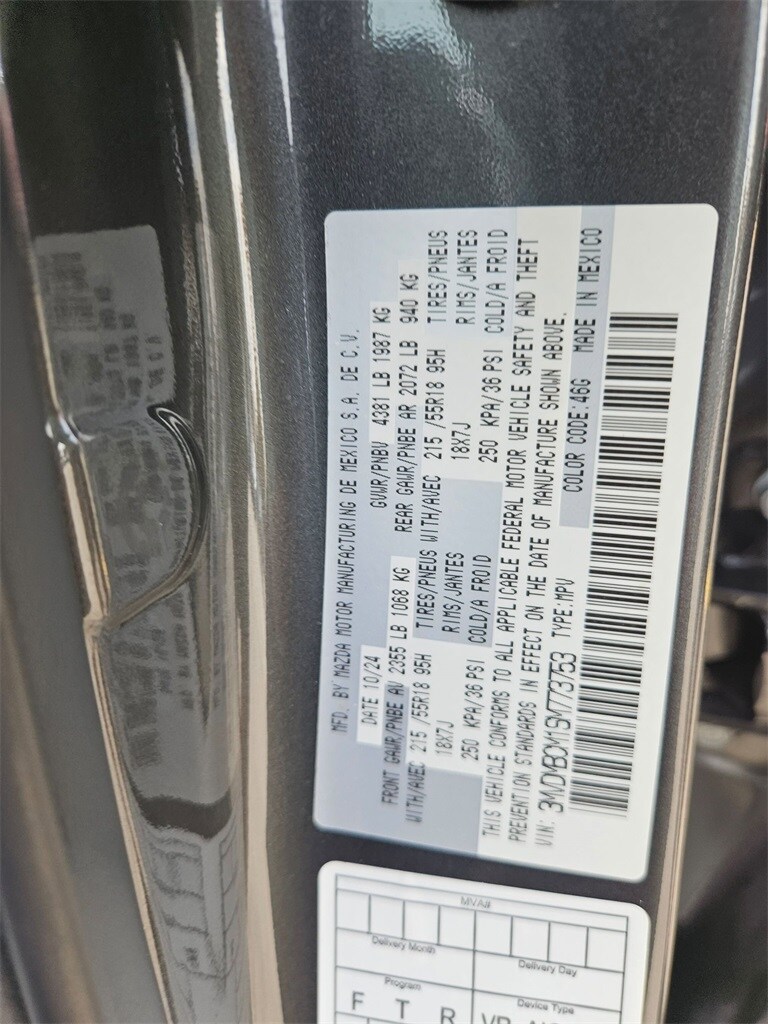 MFD. BY MAZDA MOTOR MANUFACTURING DE MEXICO S.A. DE C.V.
DATE 10/24 GVWR/PNBV 4381 LB 1987 KG
FRONT GAWR/PNBE AV 2355 LB 1068 KG REAR GAWR/PNBE AR 2072 LB 940 KG
WITH/AVEC 215 /55R18 95H TIRES/PNEUS WITH/AVEC 215 /55R18 95H TIRES/PNEUS
18X7J RIMS/JANTES 18X7J RIMS/JANTES
250 KPA/36 PSI COLD/A FROID 250 KPA/36 PSI COLD/A FROID
THIS VEHICLE CONFORMS TO ALL APPLICABLE FEDERAL MOTOR VEHICLE SAFETY AND THEFT
PREVENTION STANDARDS IN EFFECT ON THE DATE OF MANUFACTURE SHOWN ABOVE.
VIN: 3MVDMBDM1SM773753 TYPE:MPV COLOR CODE:46G MADE IN MEXICO
MVA#
Delivery Month Delivery Day
Program Device Type
F T R